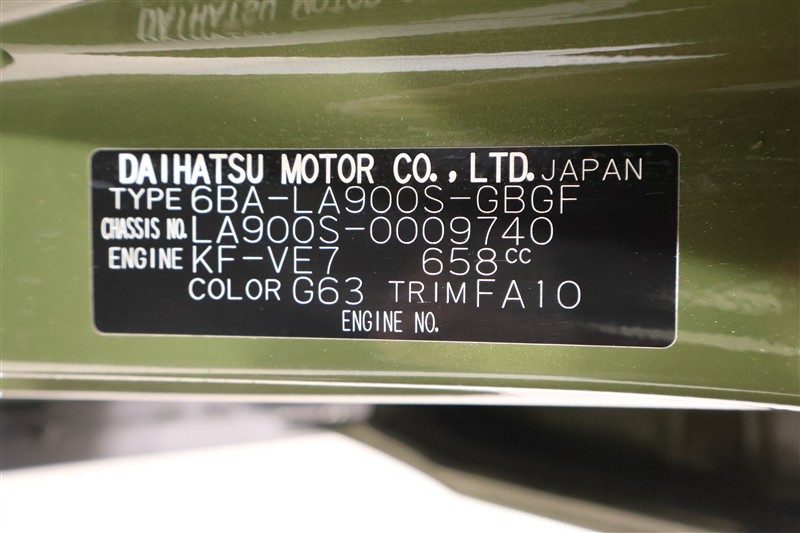 DAIHATSU MOTOR CO., LTD. JAPAN
TYPE 6BA-LA900S-GBGF
CHASSIS NO. LA900S-0009740
ENGINE KF-VE7 658cc
COLOR G63 TRIM FA10
ENGINE NO.